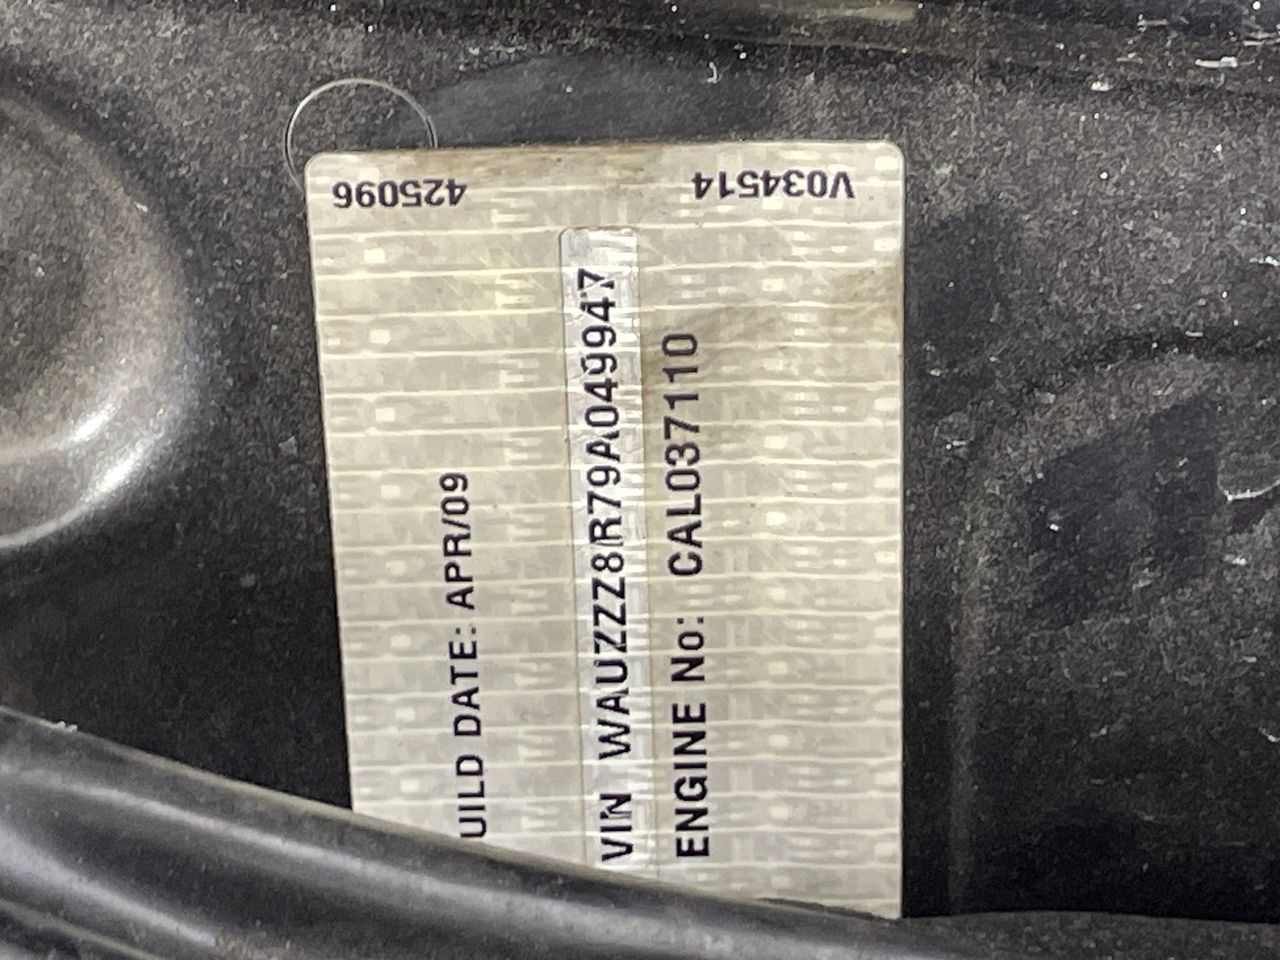 425096
V034514
UILD DATE: APR/09
VIN WAUZZZ8R79A049947
ENGINE No: CAL037110